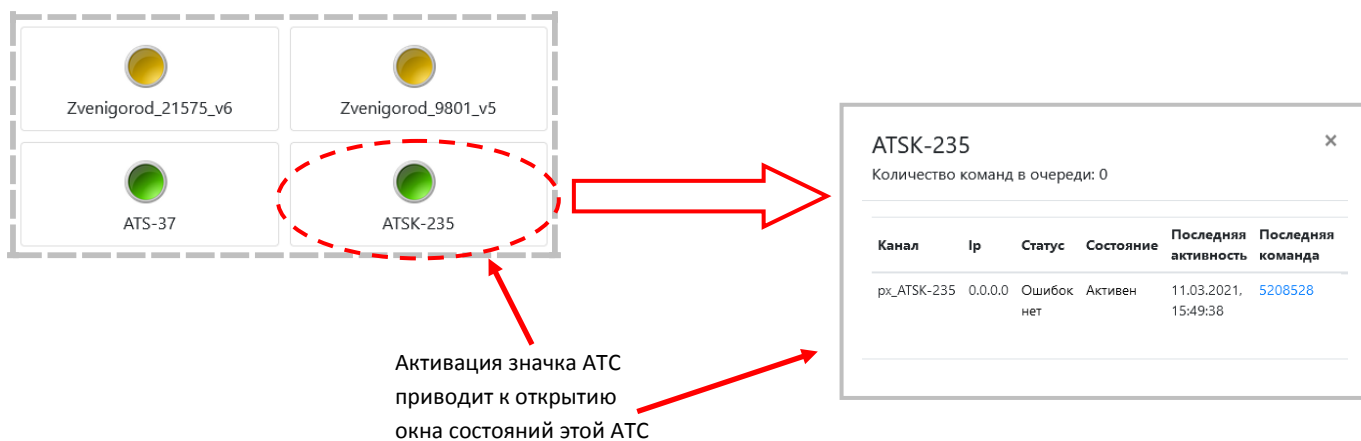 Zvenigorod_21575_v6
Zvenigorod_9801_v5
ATS-37
ATSK-235
Активация значка АТС
приводит к открытию
окна состояний этой АТС
ATSK-235
×
Количество команд в очереди: 0
Канал Ip Статус Состояние Последняя активность Последняя команда
px_ATSK-235 0.0.0.0 Ошибок нет Активен 11.03.2021, 15:49:38 5208528